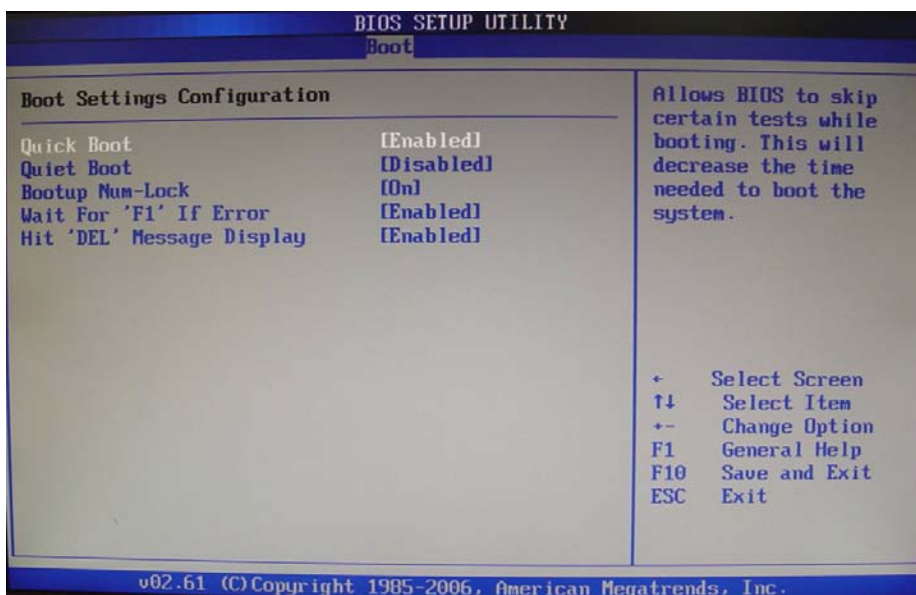 BIOS SETUP UTILITY
Boot
Boot Settings Configuration
Quick Boot [Enabled]
Quiet Boot [Disabled]
Bootup Num-Lock [On]
Wait For 'F1' If Error [Enabled]
Hit 'DEL' Message Display [Enabled]
Allows BIOS to skip
certain tests while
booting. This will
decrease the time
needed to boot the
system.
← Select Screen
↑↓ Select Item
+- Change Option
F1 General Help
F10 Save and Exit
ESC Exit
v02.61 (C)Copyright 1985-2006, American Megatrends, Inc.